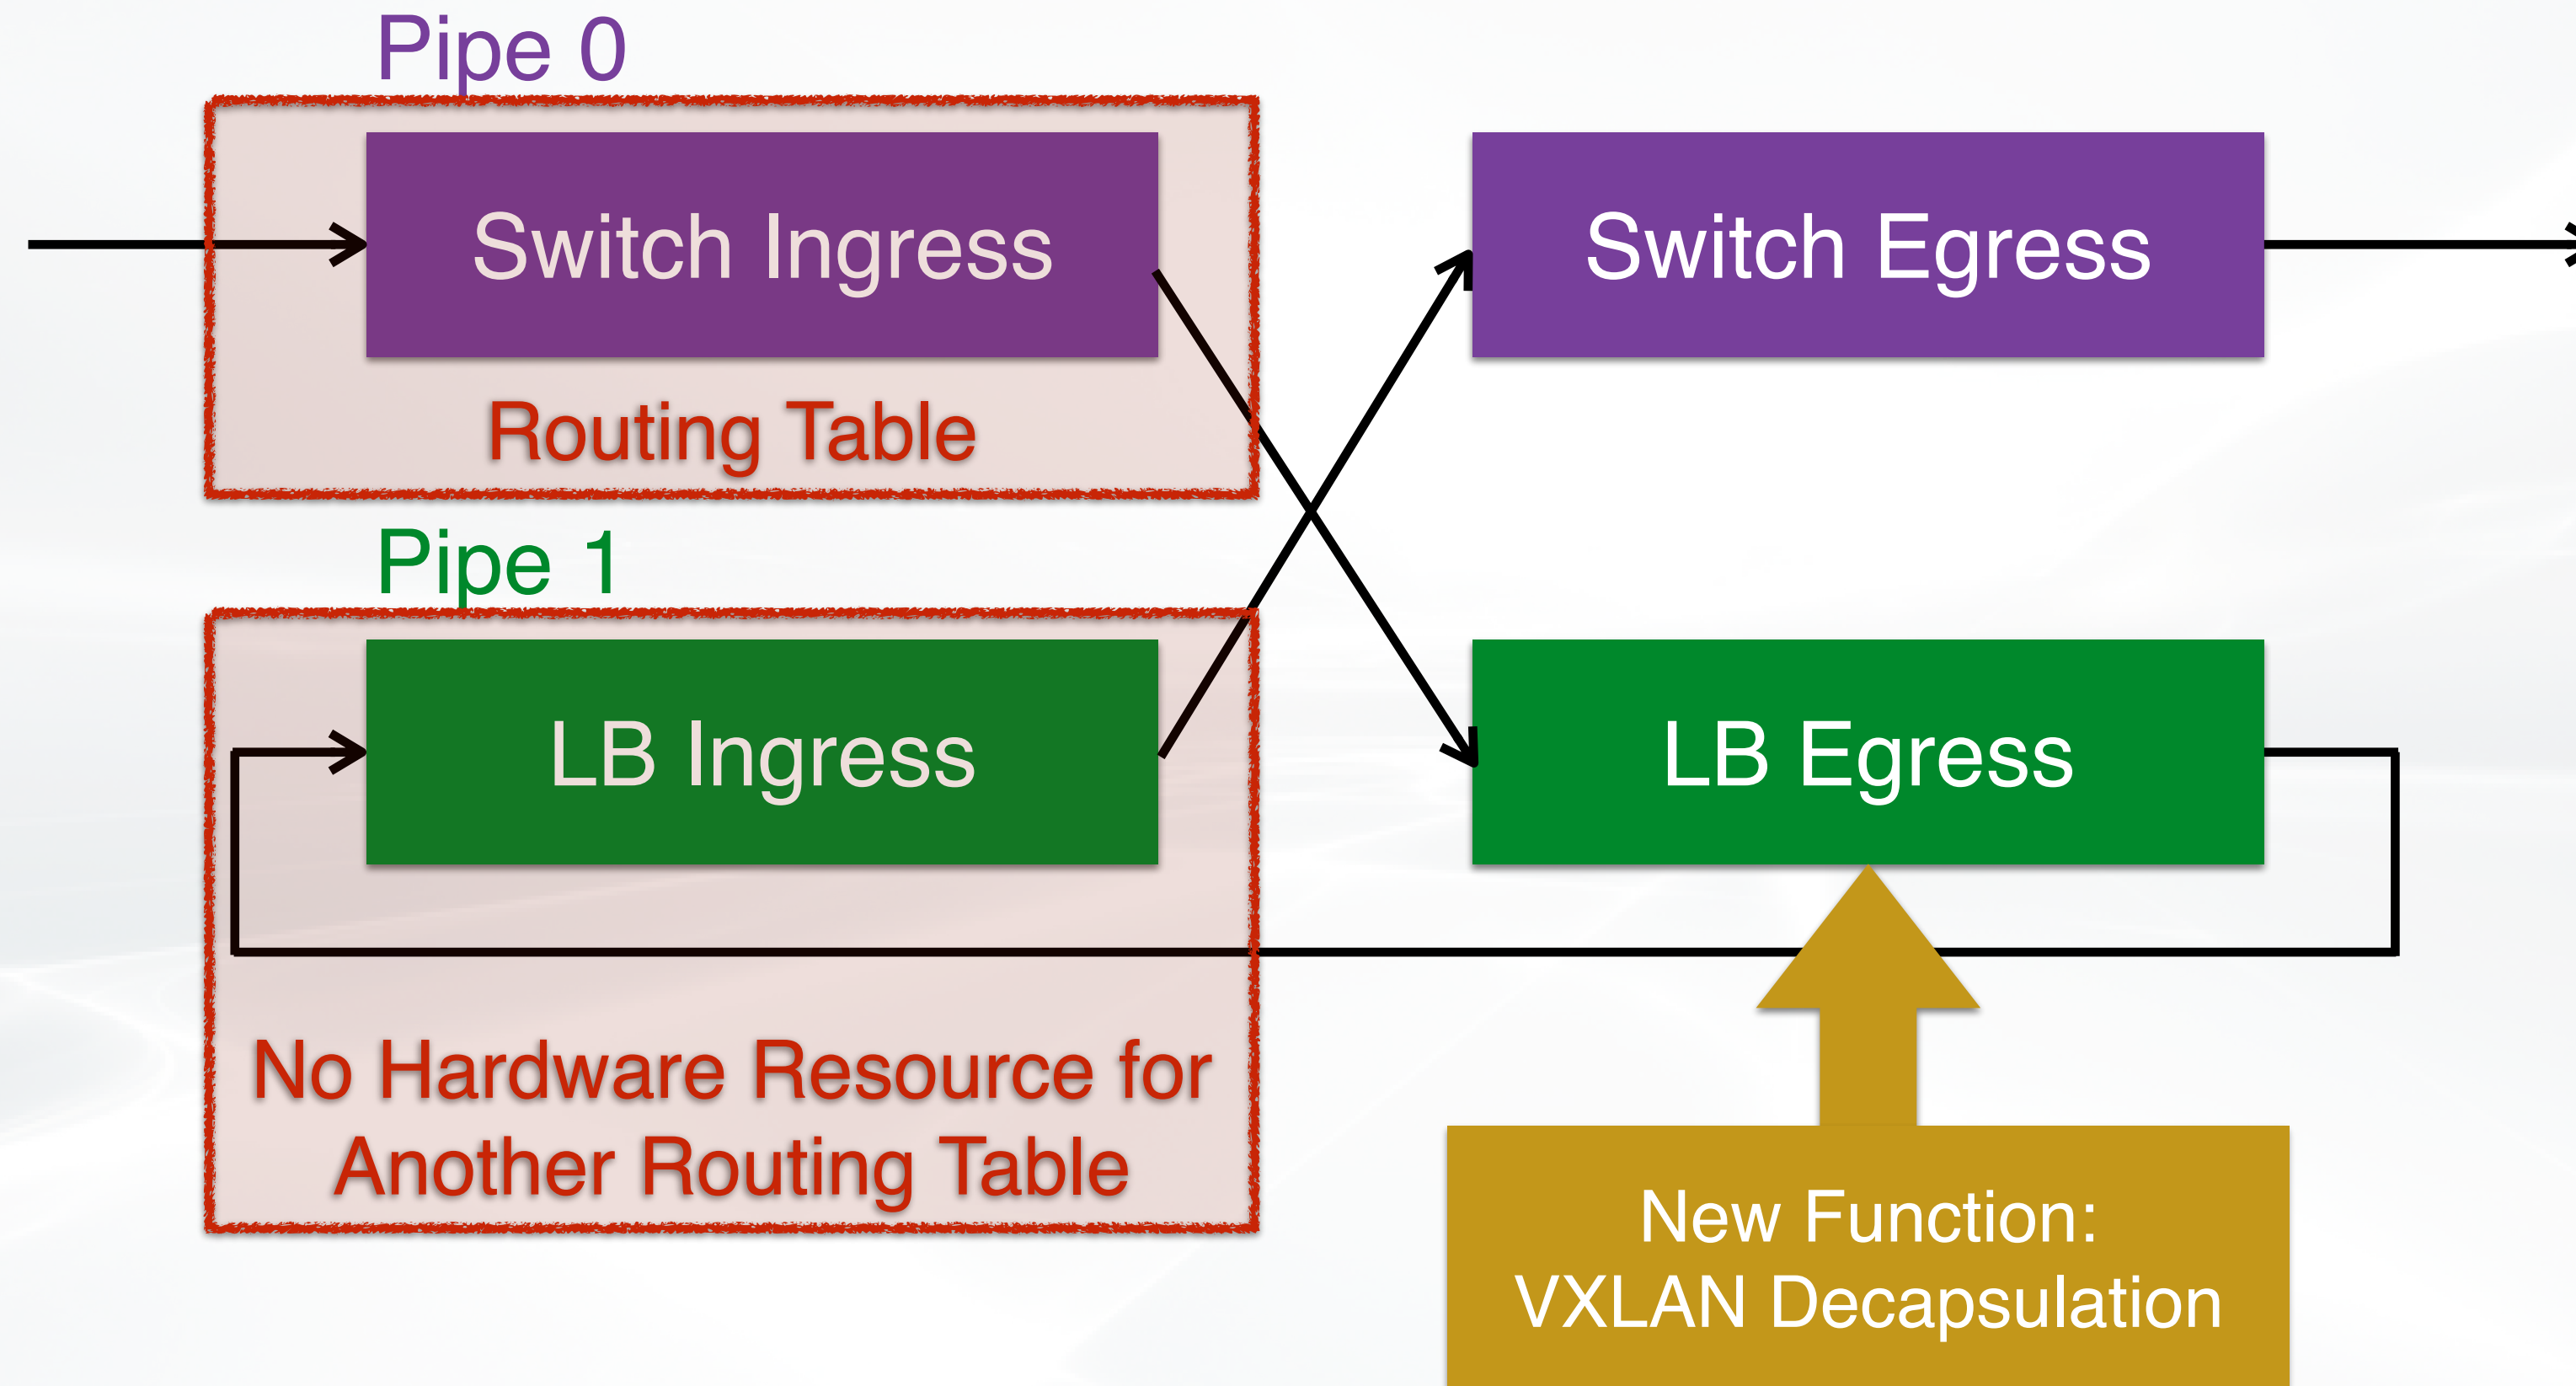 Pipe 0
Switch Ingress
Switch Egress
Routing Table
Pipe 1
LB Ingress
LB Egress
No Hardware Resource for
Another Routing Table
New Function:
VXLAN Decapsulation